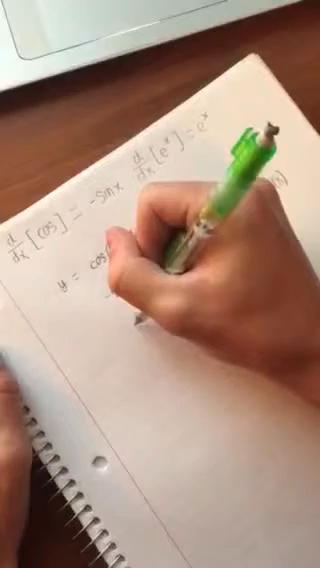 d/dx [cos] = -sinx d/dx [e^x] = e^x
y = cos